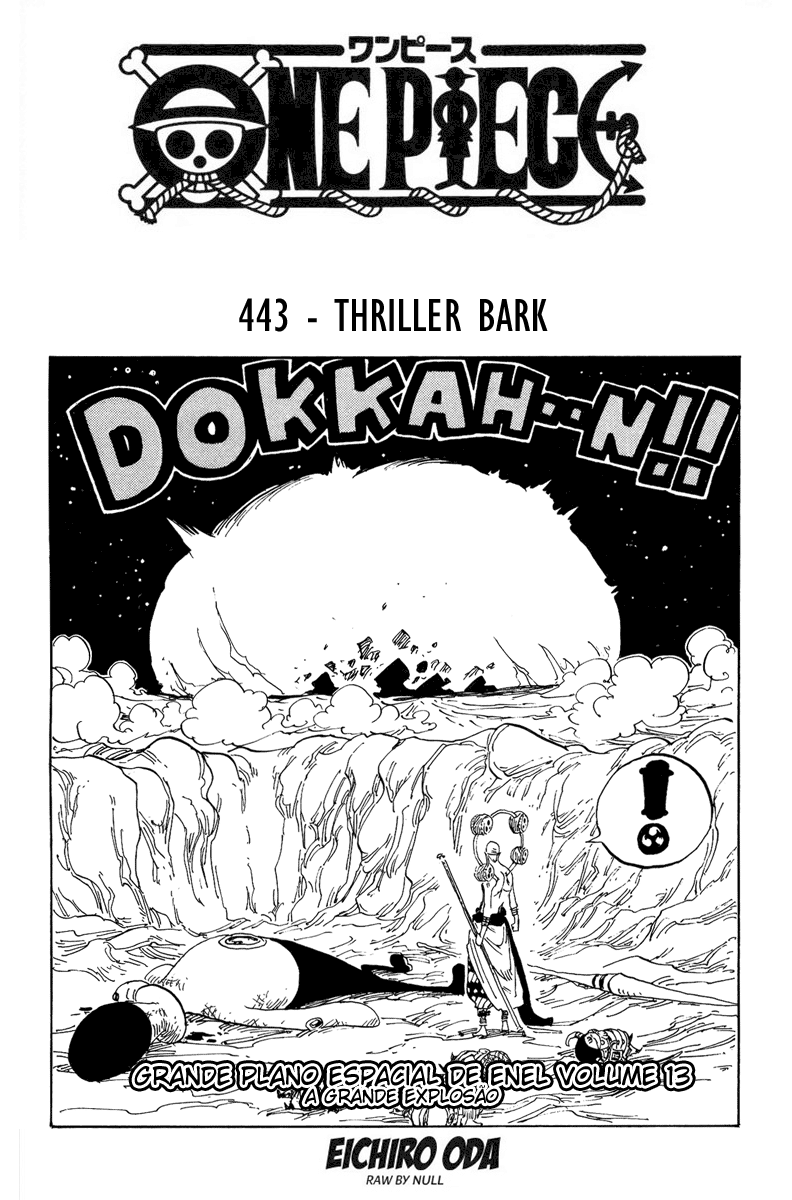 ワンピース
ONE PIECE
443 - THRILLER BARK
DOKKAH··N!!
!
GRANDE PLANO ESPACIAL DE ENEL VOLUME 13
A GRANDE EXPLOSÃO
EICHIRO ODA
RAW BY NULL